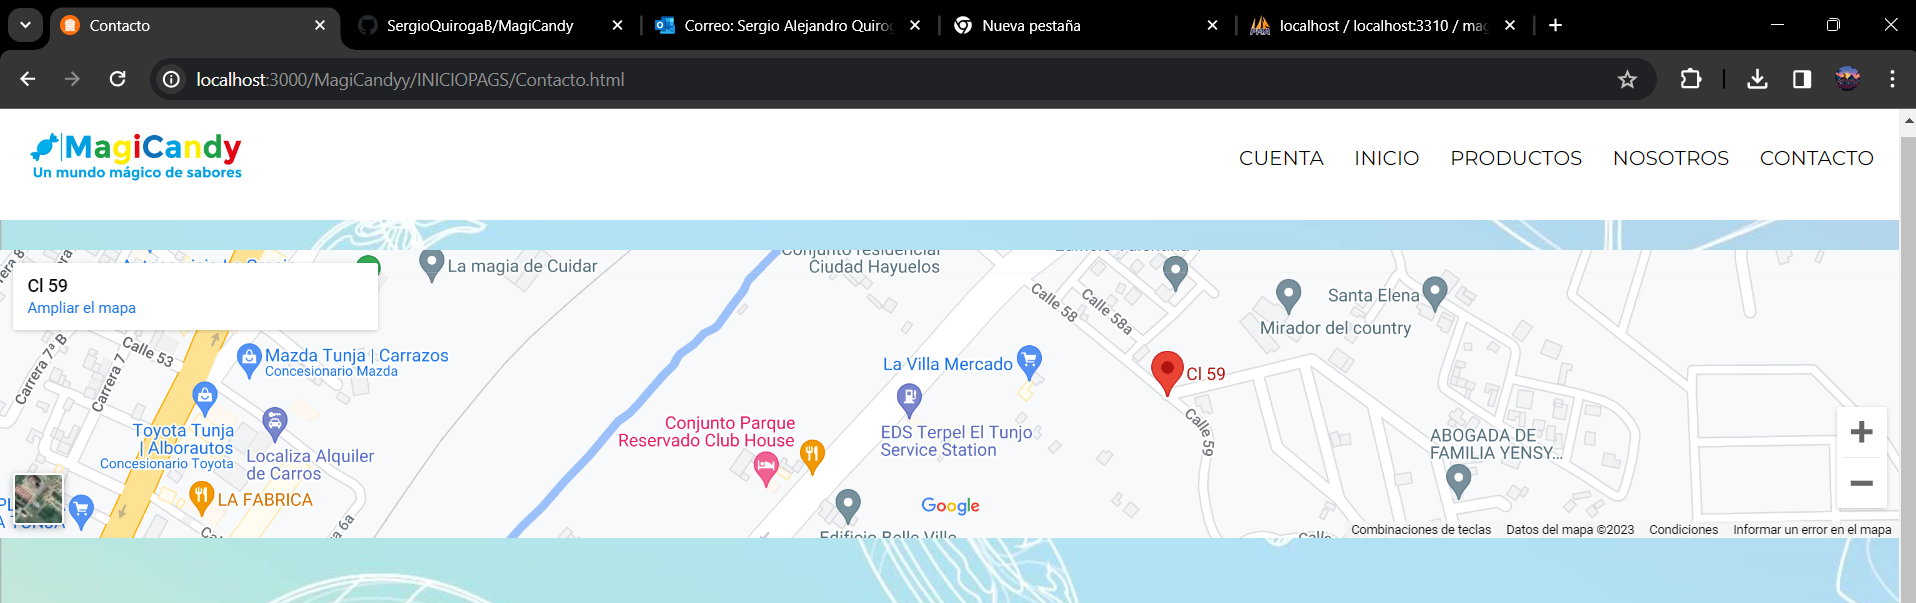 Contacto
SergioQuirogaB/MagiCandy
Correo: Sergio Alejandro Quirog
Nueva pestaña
localhost / localhost:3310 / mag
localhost:3000/MagiCandyy/INICIOPAGS/Contacto.html
MagiCandy
Un mundo mágico de sabores
CUENTA
INICIO
PRODUCTOS
NOSOTROS
CONTACTO
Cl 59
Ampliar el mapa
La magia de Cuidar
Conjunto residencial
Ciudad Hayuelos
Calle 58
Calle 58a
Santa Elena
Mirador del country
Carrera 7ª B
Carrera 7
Calle 53
Mazda Tunja | Carrazos
Concesionario Mazda
La Villa Mercado
Cl 59
Toyota Tunja
| Alborautos
Concesionario Toyota
Localiza Alquiler
de Carros
LA FABRICA
Conjunto Parque
Reservado Club House
EDS Terpel El Tunjo
Service Station
Calle 59
ABOGADA DE
FAMILIA YENSY...
Google
Edificio Belle Ville
Calle
Combinaciones de teclas
Datos del mapa ©2023
Condiciones
Informar un error en el mapa